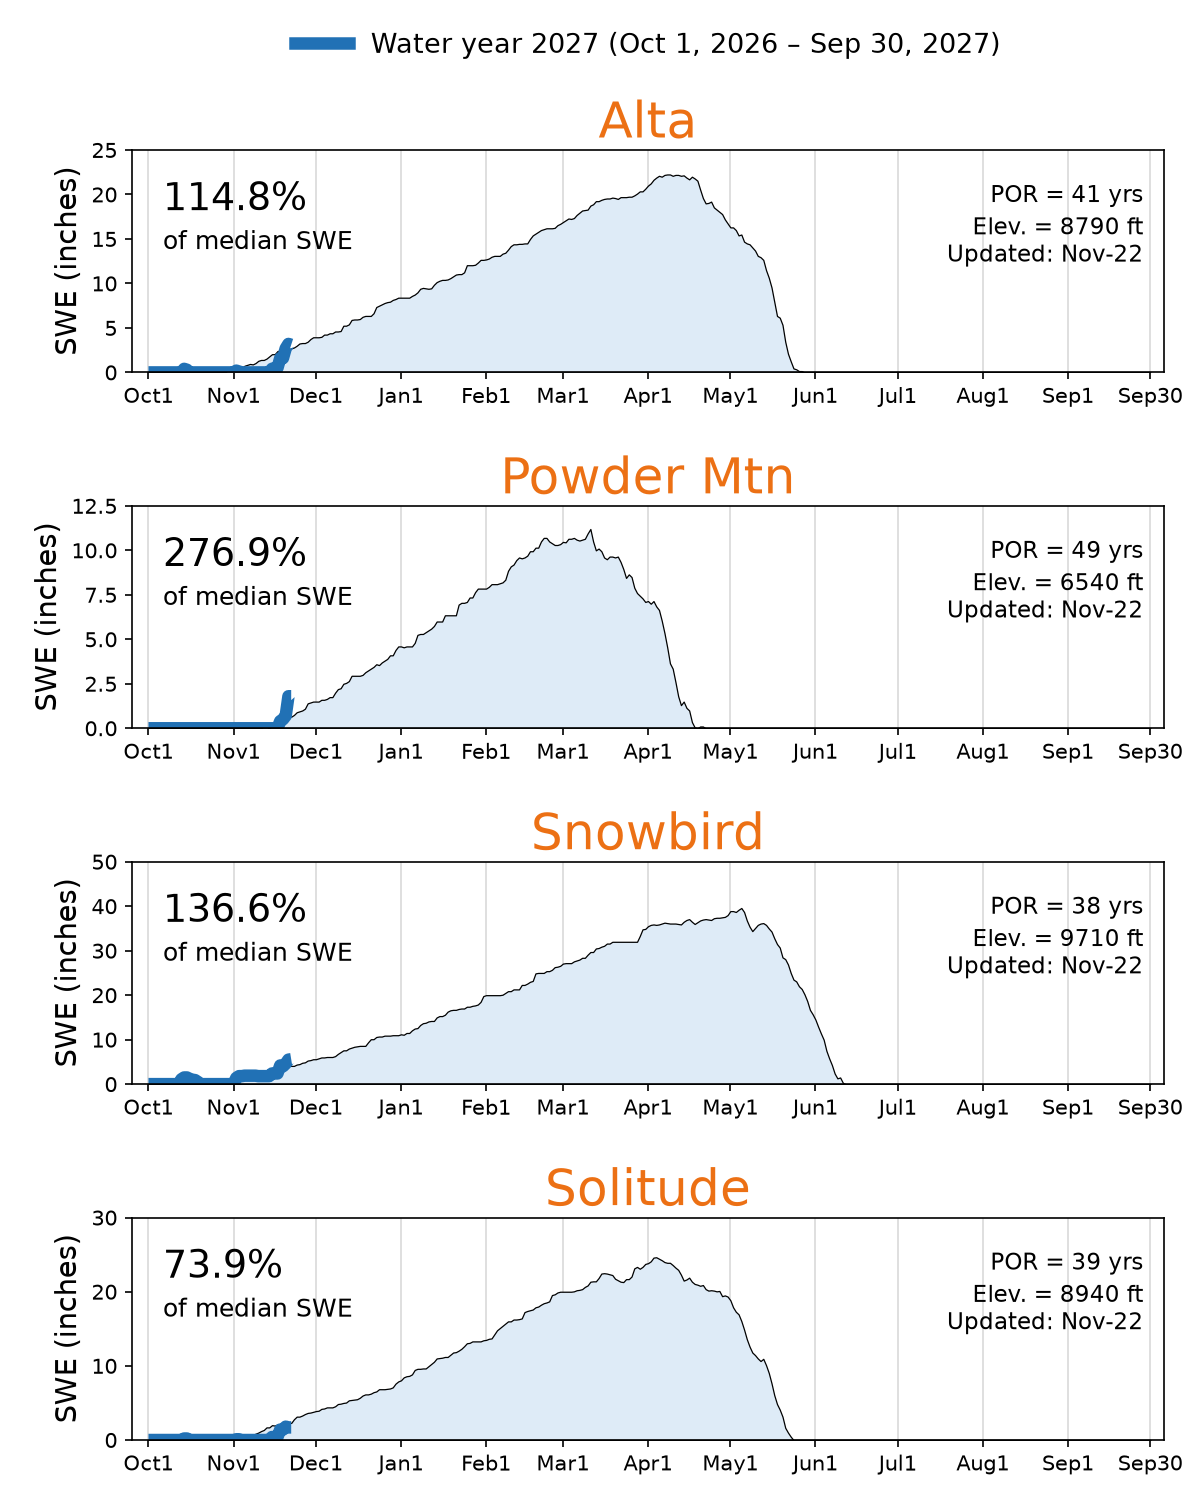 Water year 2027 (Oct 1, 2026 – Sep 30, 2027)
Alta
SWE (inches)
25
20
15
10
5
0
114.8%
of median SWE
POR = 41 yrs
Elev. = 8790 ft
Updated: Nov-22
Oct1 Nov1 Dec1 Jan1 Feb1 Mar1 Apr1 May1 Jun1 Jul1 Aug1 Sep1 Sep30
Powder Mtn
SWE (inches)
12.5
10.0
7.5
5.0
2.5
0.0
276.9%
of median SWE
POR = 49 yrs
Elev. = 6540 ft
Updated: Nov-22
Oct1 Nov1 Dec1 Jan1 Feb1 Mar1 Apr1 May1 Jun1 Jul1 Aug1 Sep1 Sep30
Snowbird
SWE (inches)
50
40
30
20
10
0
136.6%
of median SWE
POR = 38 yrs
Elev. = 9710 ft
Updated: Nov-22
Oct1 Nov1 Dec1 Jan1 Feb1 Mar1 Apr1 May1 Jun1 Jul1 Aug1 Sep1 Sep30
Solitude
SWE (inches)
30
20
10
0
73.9%
of median SWE
POR = 39 yrs
Elev. = 8940 ft
Updated: Nov-22
Oct1 Nov1 Dec1 Jan1 Feb1 Mar1 Apr1 May1 Jun1 Jul1 Aug1 Sep1 Sep30